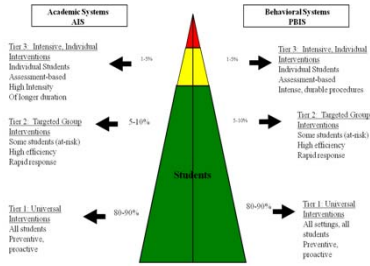 Academic Systems
AIS
Behavioral Systems
PBIS
Tier 3: Intensive, Individual
Interventions
Individual Students
Assessment-based
High Intensity
Of longer duration
1-5%
1-5%
Tier 3: Intensive, Individual
Interventions
Individual Students
Assessment-based
Intense, durable procedures
Tier 2: Targeted Group
Interventions
Some students (at-risk)
High efficiency
Rapid response
5-10%
5-10%
Tier 2: Targeted Group
Interventions
Some students (at-risk)
High efficiency
Rapid response
Students
Tier 1: Universal
Interventions
All students
Preventive,
proactive
80-90%
80-90%
Tier 1: Universal
Interventions
All settings, all
students
Preventive,
proactive